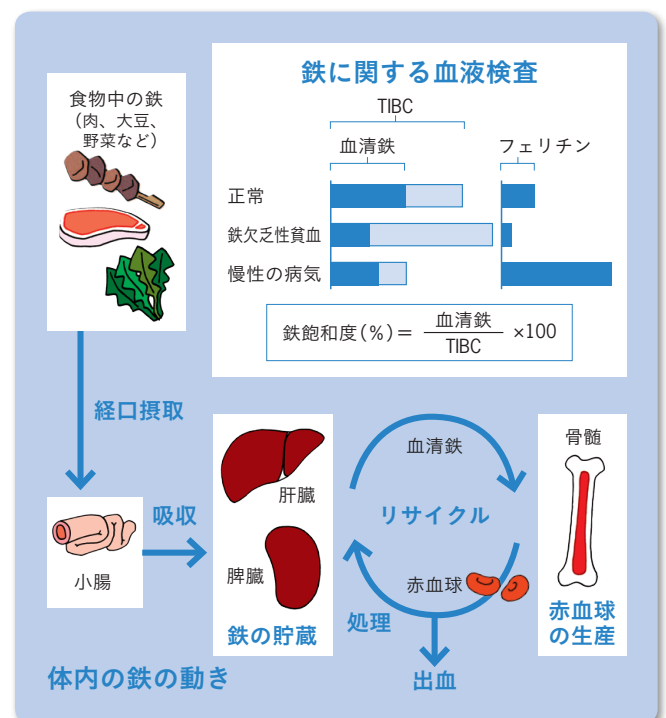 鉄に関する血液検査
TIBC
血清鉄
フェリチン
正常
鉄欠乏性貧血
慢性の病気
鉄飽和度(%)＝ 血清鉄
TIBC
×100
食物中の鉄
(肉、大豆、
野菜など)
経口摂取
小腸
吸収
肝臓
脾臓
鉄の貯蔵
血清鉄
リサイクル
赤血球
処理
出血
骨髄
赤血球
の生産
体内の鉄の動き